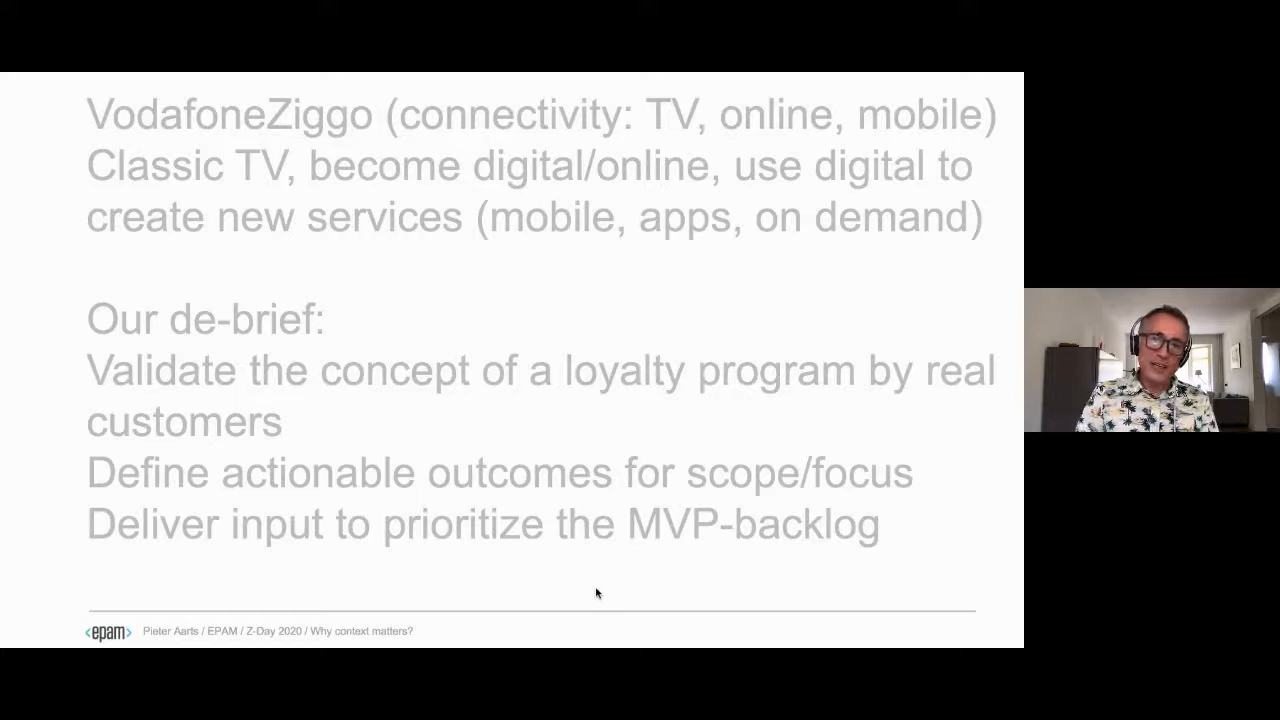 VodafoneZiggo (connectivity: TV, online, mobile)
Classic TV, become digital/online, use digital to
create new services (mobile, apps, on demand)
Our de-brief:
Validate the concept of a loyalty program by real
customers
Define actionable outcomes for scope/focus
Deliver input to prioritize the MVP-backlog
<epam> Pieter Aarts / EPAM / Z-Day 2020 / Why context matters?